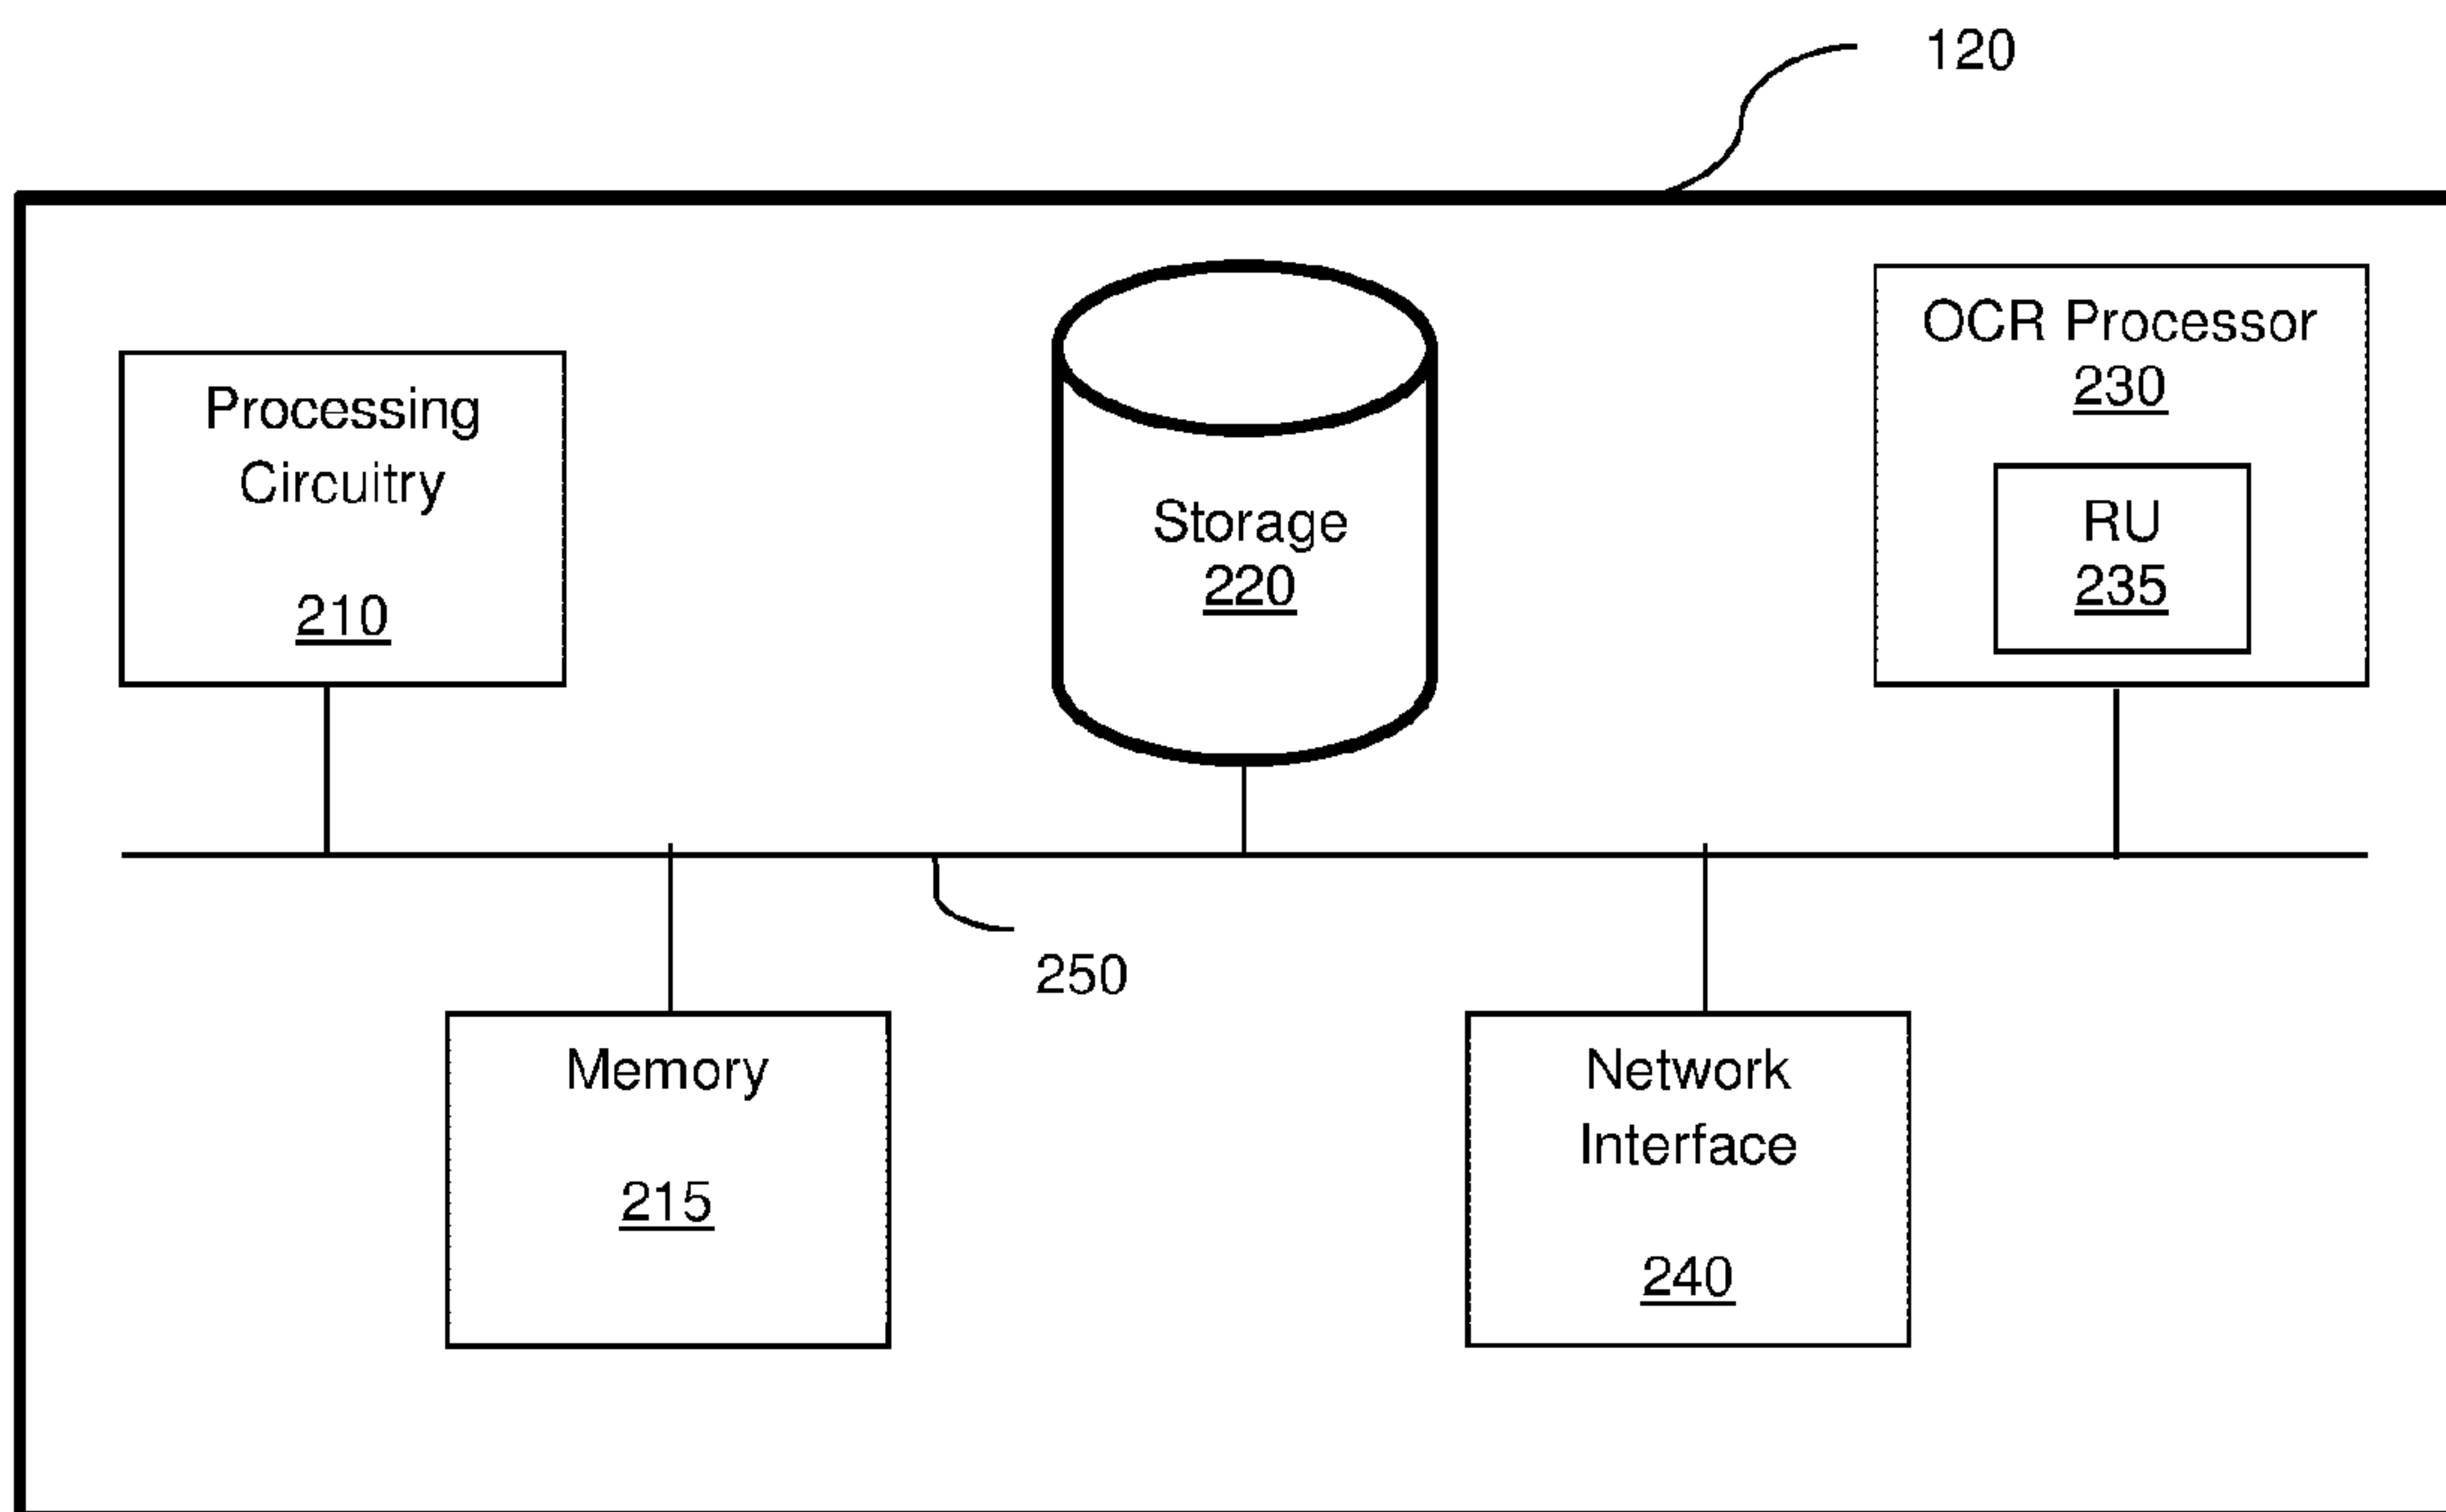 120
Processing
Circuitry
210
Storage
220
OCR Processor
230
RU
235
250
Memory
215
Network
Interface
240